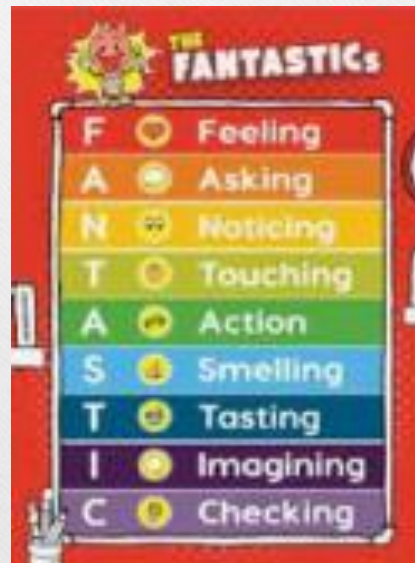 THE
FANTASTICs
F Feeling
A Asking
N Noticing
T Touching
A Action
S Smelling
T Tasting
I Imagining
C Checking